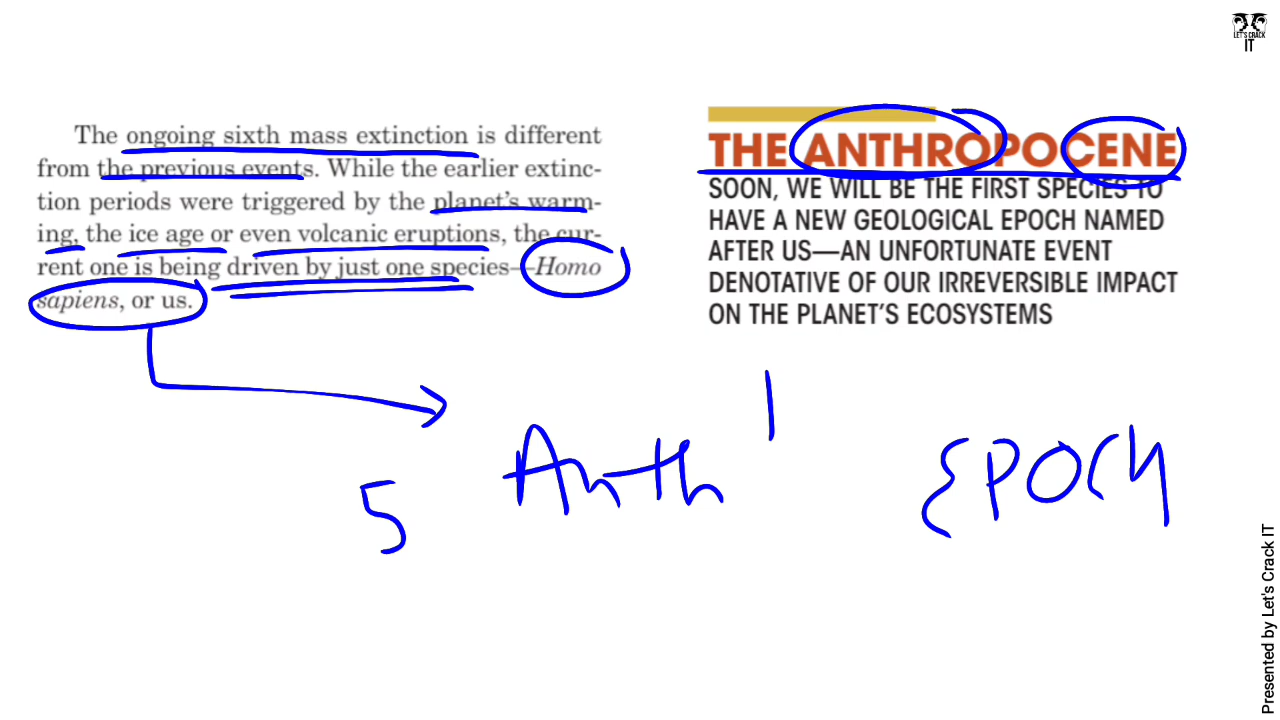 LET'S CRACK
IT
The ongoing sixth mass extinction is different
from the previous events. While the earlier extinc-
tion periods were triggered by the planet's warm-
ing, the ice age or even volcanic eruptions, the cur-
rent one is being driven by just one species—Homo
sapiens, or us.
THE ANTHROPOCENE
SOON, WE WILL BE THE FIRST SPECIES TO
HAVE A NEW GEOLOGICAL EPOCH NAMED
AFTER US—AN UNFORTUNATE EVENT
DENOTATIVE OF OUR IRREVERSIBLE IMPACT
ON THE PLANET'S ECOSYSTEMS
5
Anth
EPOCH
Presented by Let's Crack IT